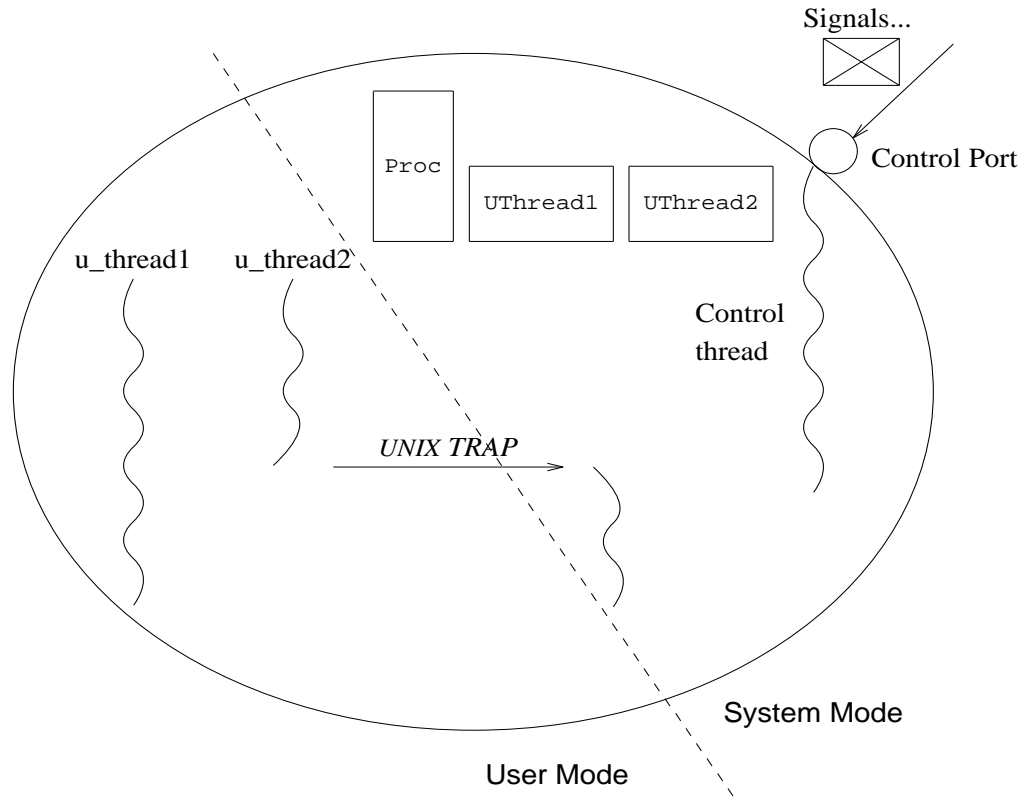 Signals...
Control Port
Proc
UThread1
UThread2
u_thread1
u_thread2
Control
thread
UNIX TRAP
System Mode
User Mode